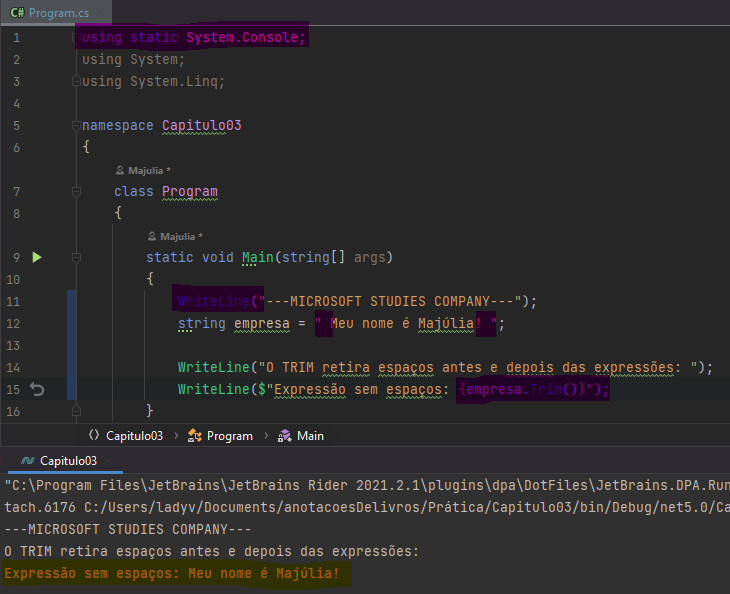 C# Program.cs
1 using static System.Console;
2 using System;
3 using System.Linq;
4
5 namespace Capitulo03
6 {
Majulia *
7 class Program
8 {
Majulia *
9 static void Main(string[] args)
10 {
11 WriteLine("---MICROSOFT STUDIES COMPANY---");
12 string empresa = " Meu nome é Majúlia! ";
13
14 WriteLine("O TRIM retira espaços antes e depois das expressões: ");
15 WriteLine($"Expressão sem espaços: {empresa.Trim()}");
16 }
Capitulo03 > Program > Main
Capitulo03
"C:\Program Files\JetBrains\JetBrains Rider 2021.2.1\plugins\dpa\DotFiles\JetBrains.DPA.Run
tach.6176 C:/Users/ladyv/Documents/anotacoesDelivros/Prática/Capitulo03/bin/Debug/net5.0/Ca
---MICROSOFT STUDIES COMPANY---
O TRIM retira espaços antes e depois das expressões:
Expressão sem espaços: Meu nome é Majúlia!